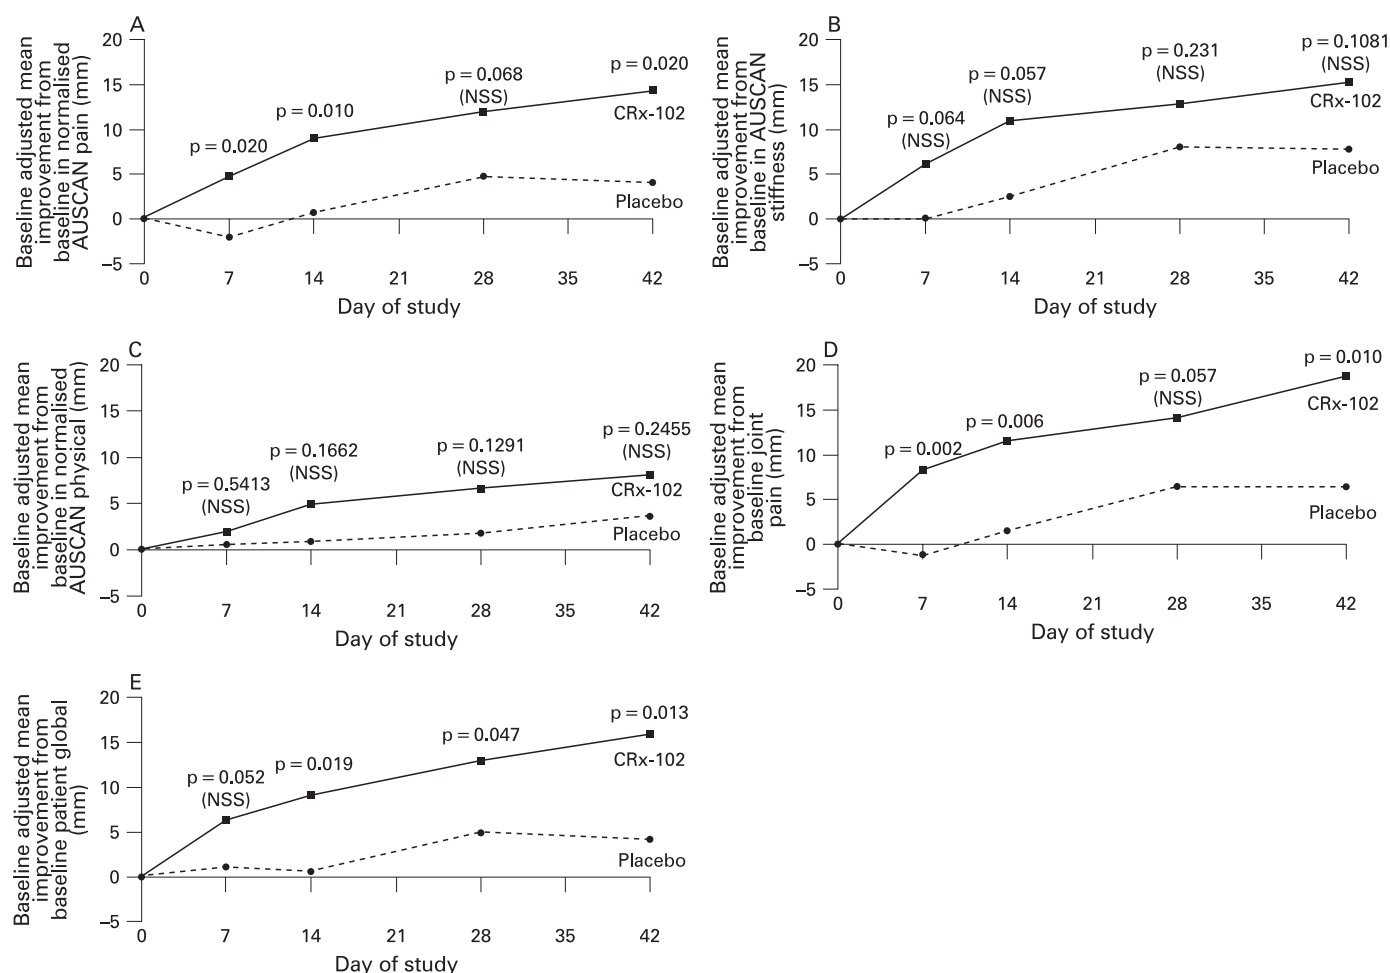 A
Baseline adjusted mean
improvement from
baseline in normalised
AUSCAN pain (mm)
20
15
10
5
0
–5
p = 0.020
p = 0.010
p = 0.068
(NSS)
p = 0.020
CRx-102
Placebo
0 7 14 21 28 35 42
Day of study
B
Baseline adjusted mean
improvement from
baseline in AUSCAN
stiffness (mm)
20
15
10
5
0
–5
p = 0.064
(NSS)
p = 0.057
(NSS)
p = 0.231
(NSS)
p = 0.1081
(NSS)
CRx-102
Placebo
0 7 14 21 28 35 42
Day of study
C
Baseline adjusted mean
improvement from
baseline in normalised
AUSCAN physical (mm)
20
15
10
5
0
–5
p = 0.5413
(NSS)
p = 0.1662
(NSS)
p = 0.1291
(NSS)
p = 0.2455
(NSS)
CRx-102
Placebo
0 7 14 21 28 35 42
Day of study
D
Baseline adjusted mean
improvement from
baseline joint
pain (mm)
20
15
10
5
0
–5
p = 0.002
p = 0.006
p = 0.057
(NSS)
p = 0.010
CRx-102
Placebo
0 7 14 21 28 35 42
Day of study
E
Baseline adjusted mean
improvement from
baseline patient global
(mm)
20
15
10
5
0
–5
p = 0.052
(NSS)
p = 0.019
p = 0.047
p = 0.013
CRx-102
Placebo
0 7 14 21 28 35 42
Day of study